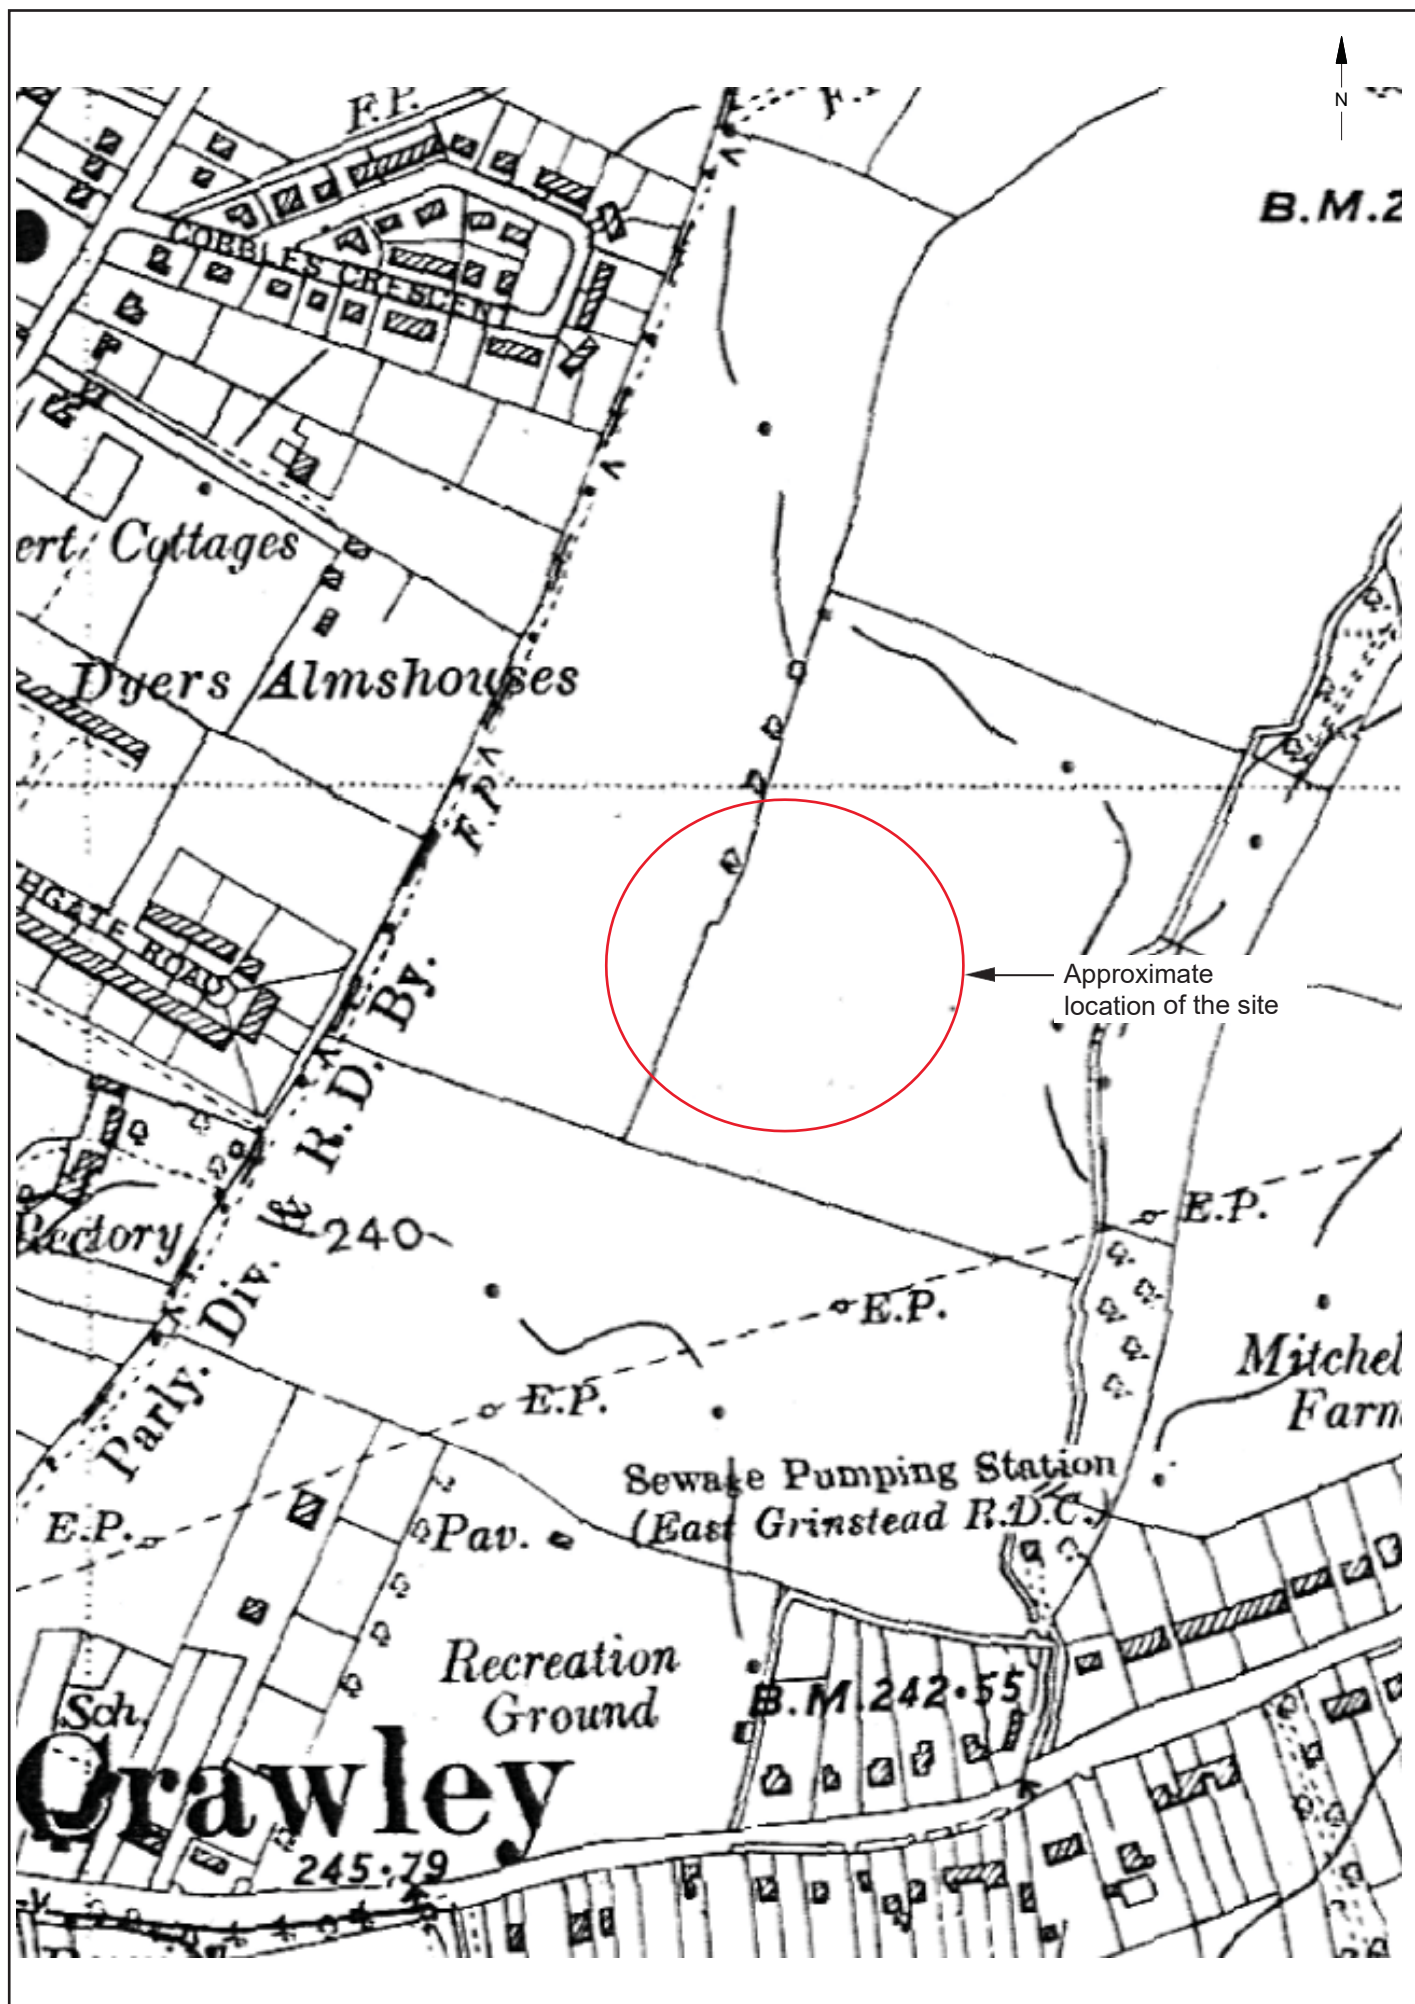 N
F.P.
B.M.2
COBBLES CRESCENT
ert Cottages
Dyers Almshouses
F.P.
HGATE ROAD
Approximate
location of the site
Parly. Div. & R. D. By.
Rectory
240
E.P.
E.P.
E.P.
E.P.
Mitchel
Farm
Sewage Pumping Station
(East Grinstead R.D.C.)
Pav.
Recreation
Ground
B.M.242·55
Sch.
Crawley
245·79